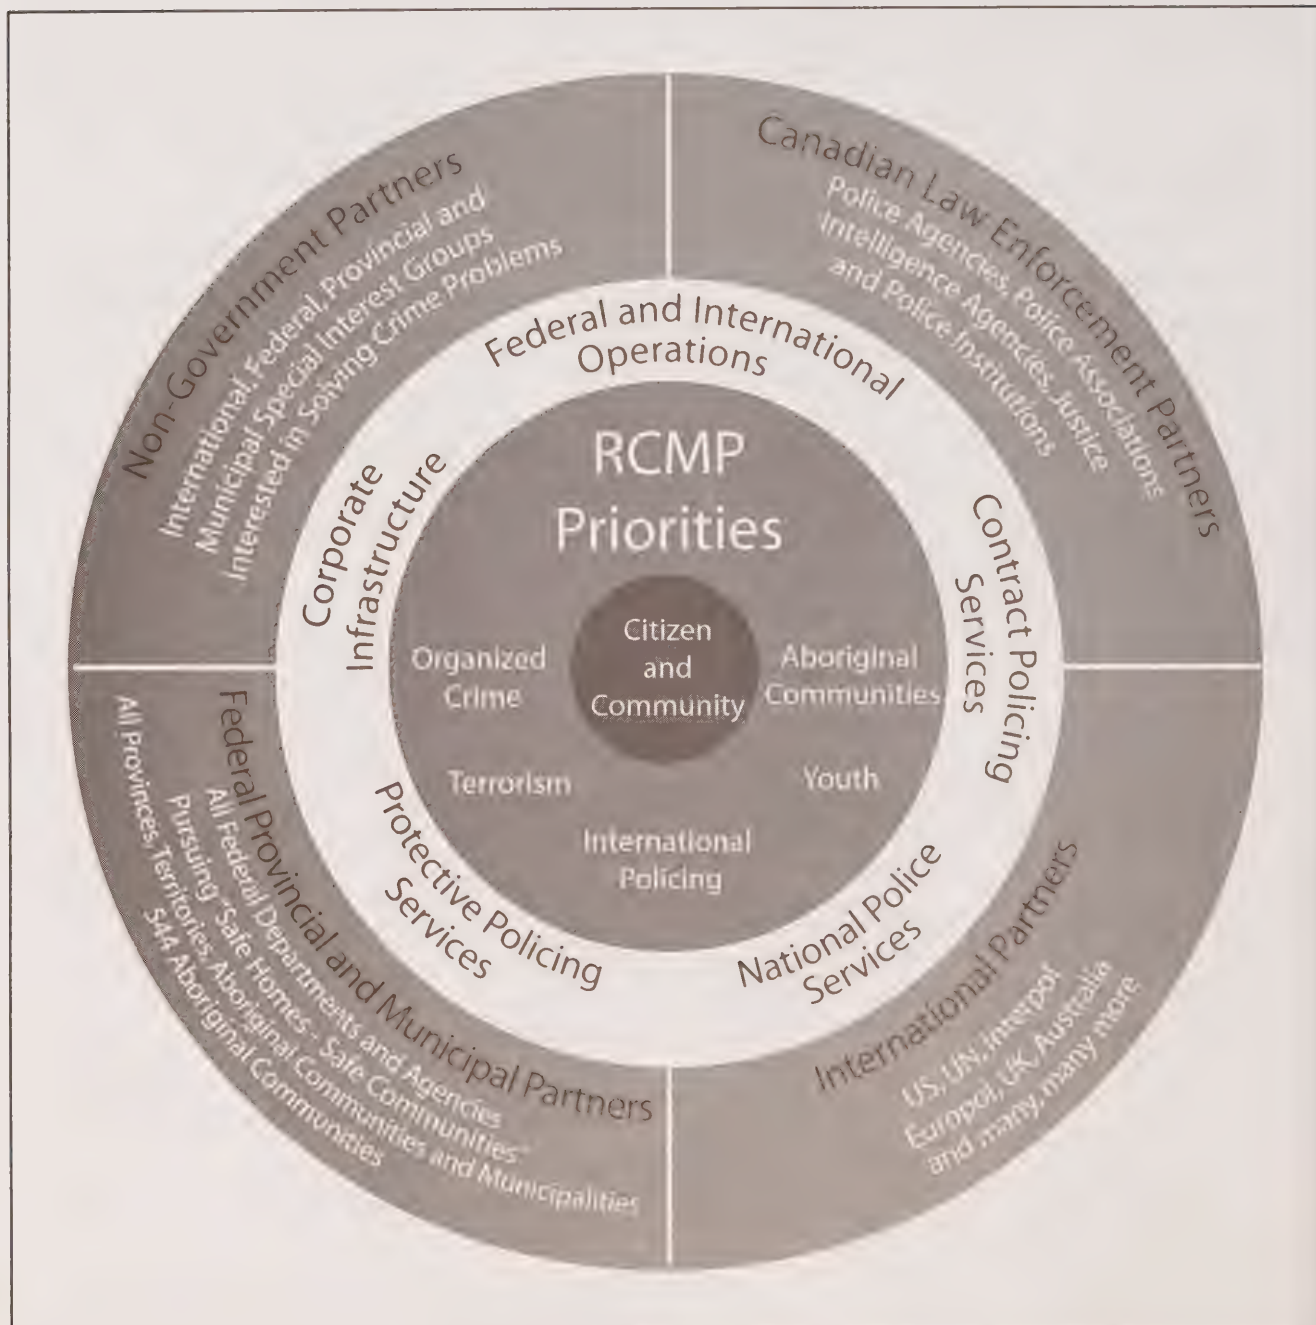 Non-Government Partners
International, Federal, Provincial and
Municipal Special Interest Groups
Interested in Solving Crime Problems
Canadian Law Enforcement Partners
Police Agencies, Police Associations
Intelligence Agencies, Justice
and Police Institutions
Federal and International
Operations
Corporate
Infrastructure
Contract Policing
Services
RCMP
Priorities
Citizen
and
Community
Organized
Crime
Aboriginal
Communities
Terrorism
Youth
International
Policing
Protective Policing
Services
National Police
Services
Federal Provincial and Municipal Partners
All Federal Departments and Agencies
Pursuing "Safe Homes - Safe Communities"
All Provinces, Territories, Aboriginal Communities and Municipalities
544 Aboriginal Communities
International Partners
US, UN, Interpol
Europol, UK, Australia
and many, many more